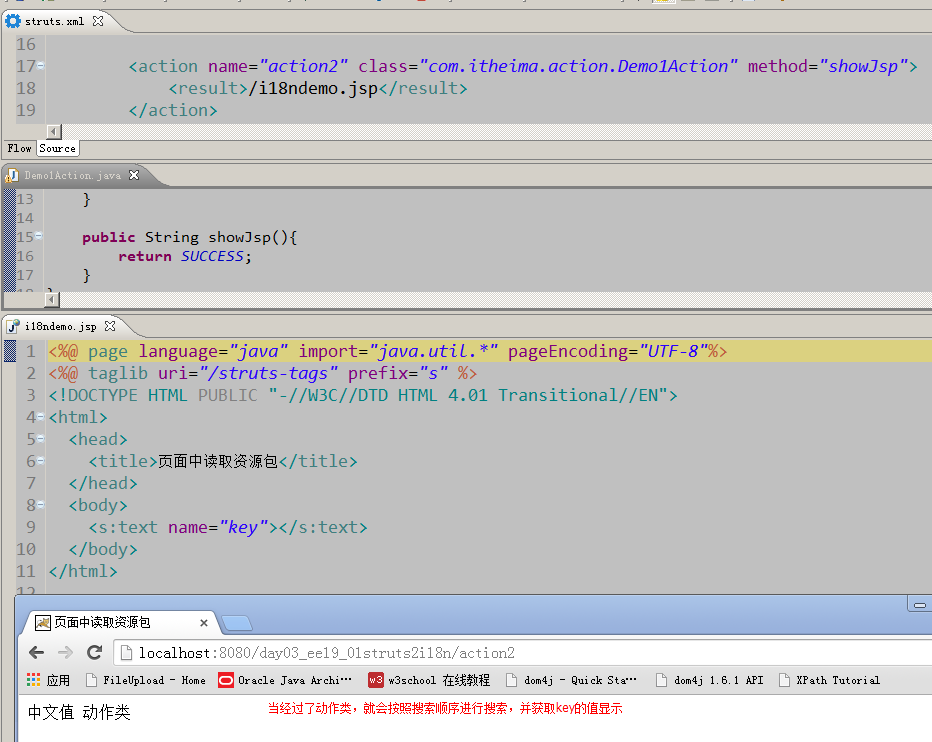 struts.xml
16
17 <action name="action2" class="com.itheima.action.Demo1Action" method="showJsp">
18 <result>/i18ndemo.jsp</result>
19 </action>
Flow Source
Demo1Action.java
13 }
14
15 public String showJsp(){
16 return SUCCESS;
17 }
i18ndemo.jsp
1 <%@ page language="java" import="java.util.*" pageEncoding="UTF-8"%>
2 <%@ taglib uri="/struts-tags" prefix="s" %>
3 <!DOCTYPE HTML PUBLIC "-//W3C//DTD HTML 4.01 Transitional//EN">
4 <html>
5 <head>
6 <title>页面中读取资源包</title>
7 </head>
8 <body>
9 <s:text name="key"></s:text>
10 </body>
11 </html>
12
页面中读取资源包
localhost:8080/day03_ee19_01struts2i18n/action2
应用 FileUpload - Home Oracle Java Archi··· w3 w3school 在线教程 dom4j - Quick Sta··· dom4j 1.6.1 API XPath Tutorial
中文值 动作类 当经过了动作类，就会按照搜索顺序进行搜索，并获取key的值显示